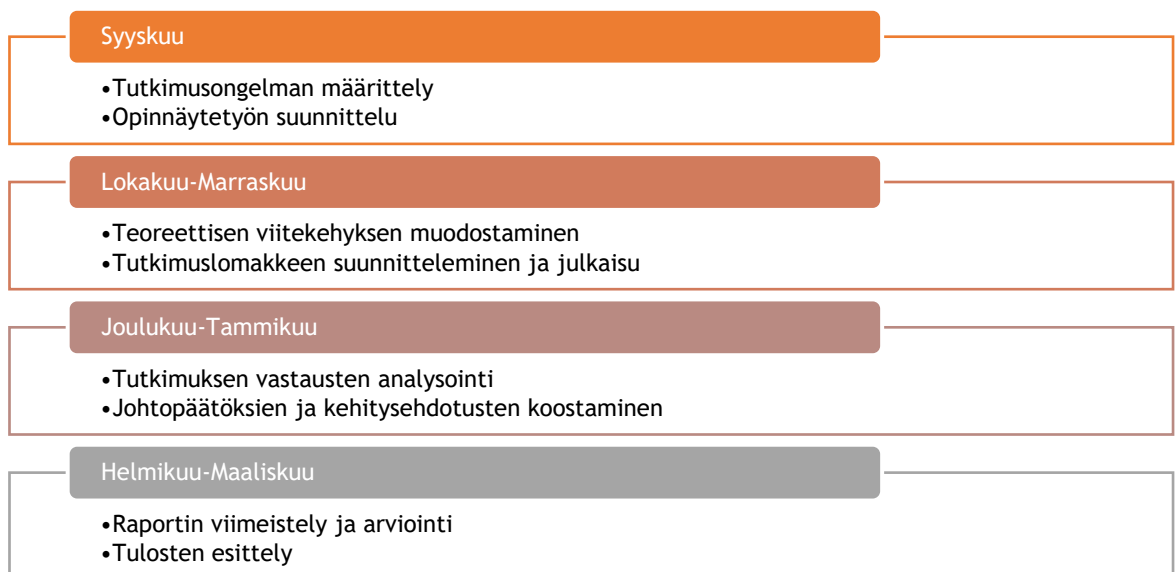 Syyskuu
•Tutkimusongelman määrittely
•Opinnäytetyön suunnittelu
Lokakuu-Marraskuu
•Teoreettisen viitekehyksen muodostaminen
•Tutkimuslomakkeen suunnitteleminen ja julkaisu
Joulukuu-Tammikuu
•Tutkimuksen vastausten analysointi
•Johtopäätöksien ja kehitysehdotusten koostaminen
Helmikuu-Maaliskuu
•Raportin viimeistely ja arviointi
•Tulosten esittely